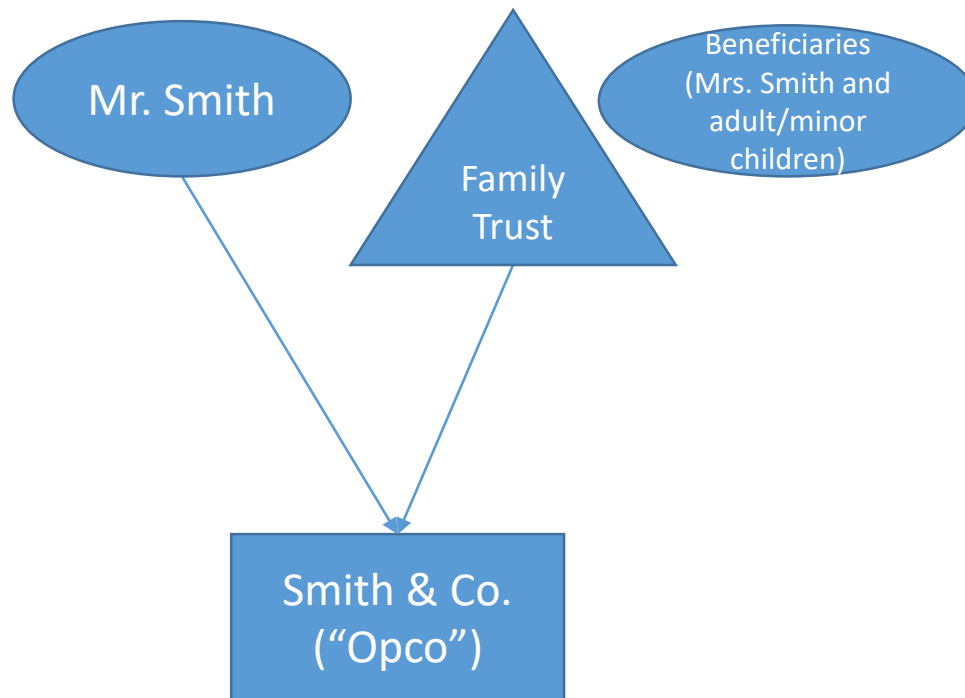 Mr. Smith
Family
Trust
Beneficiaries
(Mrs. Smith and
adult/minor
children)
Smith & Co.
(“Opco”)